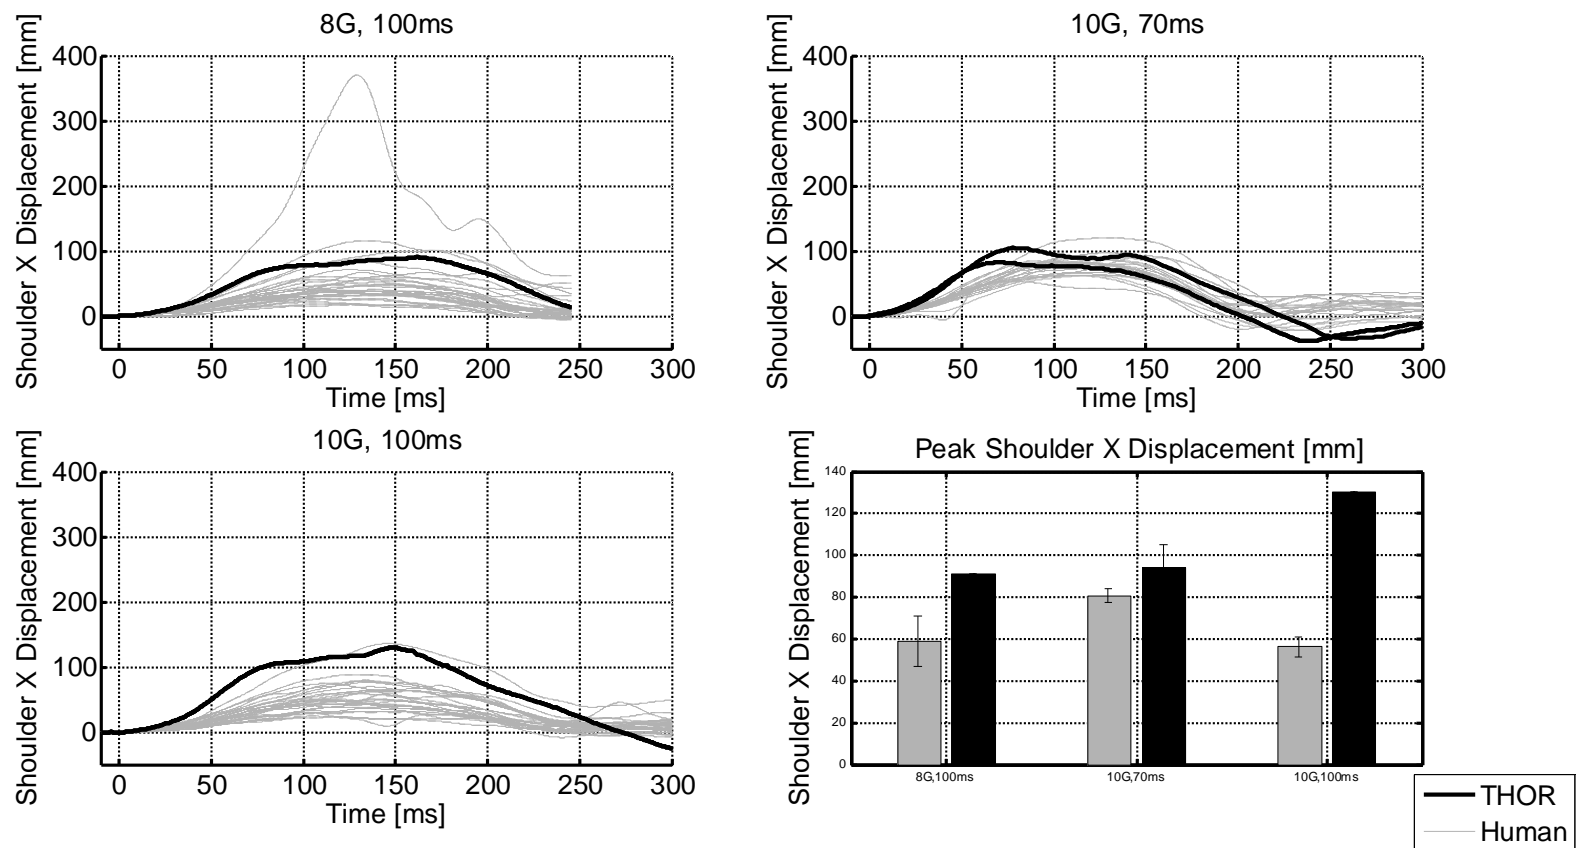 8G, 100ms
Shoulder X Displacement [mm]
400
300
200
100
0
0 50 100 150 200 250 300
Time [ms]
10G, 70ms
Shoulder X Displacement [mm]
400
300
200
100
0
0 50 100 150 200 250 300
Time [ms]
10G, 100ms
Shoulder X Displacement [mm]
400
300
200
100
0
0 50 100 150 200 250 300
Time [ms]
Peak Shoulder X Displacement [mm]
Shoulder X Displacement [mm]
140
120
100
80
60
40
20
0
8G,100ms 10G,70ms 10G,100ms
THOR
Human